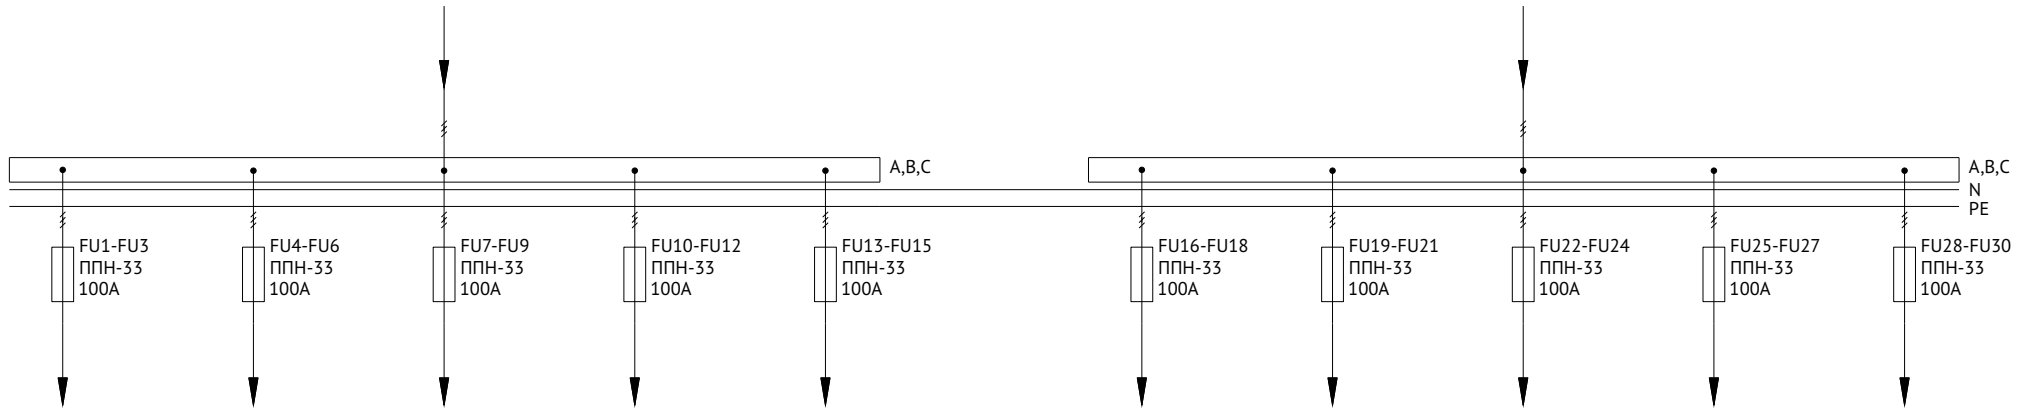 A,B,C
A,B,C
N
PE
FU1-FU3
ППН-33
100А
FU4-FU6
ППН-33
100А
FU7-FU9
ППН-33
100А
FU10-FU12
ППН-33
100А
FU13-FU15
ППН-33
100А
FU16-FU18
ППН-33
100А
FU19-FU21
ППН-33
100А
FU22-FU24
ППН-33
100А
FU25-FU27
ППН-33
100А
FU28-FU30
ППН-33
100А